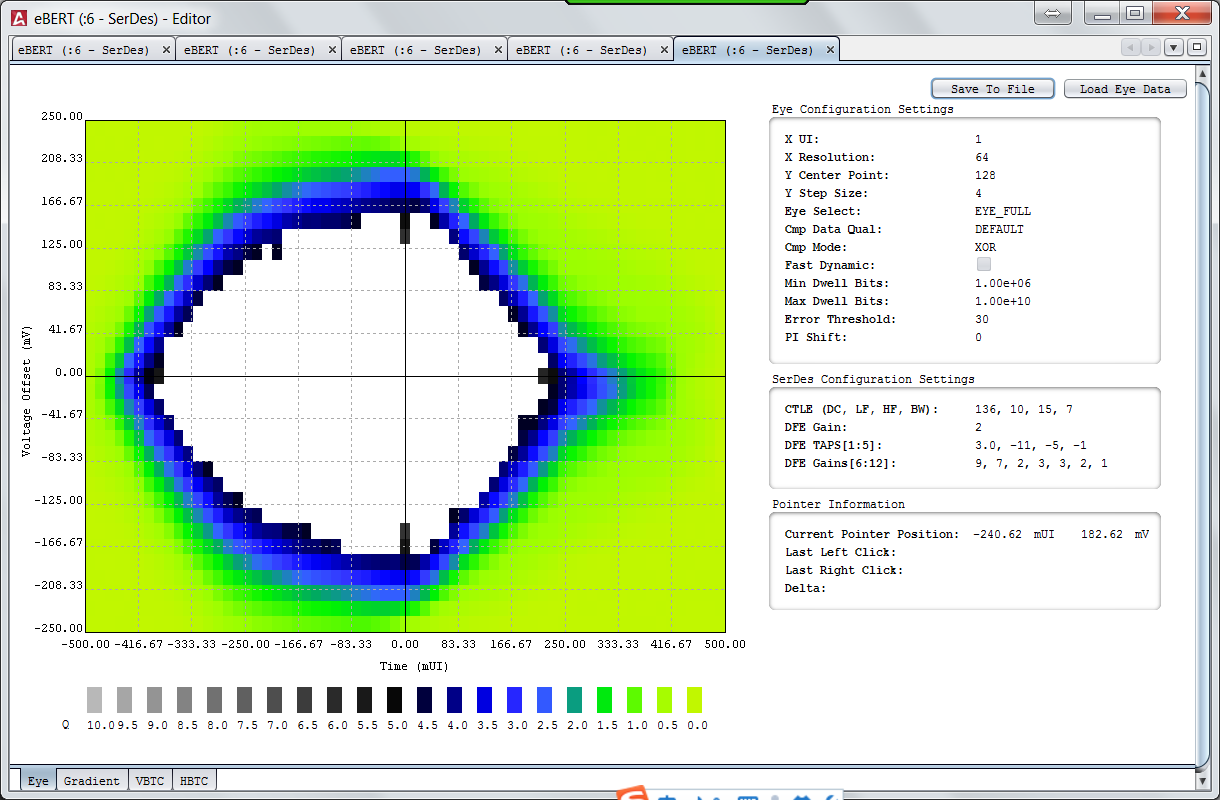 eBERT (:6 - SerDes) - Editor
eBERT (:6 - SerDes) × eBERT (:6 - SerDes) × eBERT (:6 - SerDes) × eBERT (:6 - SerDes) × eBERT (:6 - SerDes) ×
Save To File Load Eye Data
Eye Configuration Settings
X UI: 1
X Resolution: 64
Y Center Point: 128
Y Step Size: 4
Eye Select: EYE_FULL
Cmp Data Qual: DEFAULT
Cmp Mode: XOR
Fast Dynamic:
Min Dwell Bits: 1.00e+06
Max Dwell Bits: 1.00e+10
Error Threshold: 30
PI Shift: 0
SerDes Configuration Settings
CTLE (DC, LF, HF, BW): 136, 10, 15, 7
DFE Gain: 2
DFE TAPS[1:5]: 3.0, -11, -5, -1
DFE Gains[6:12]: 9, 7, 2, 3, 3, 2, 1
Pointer Information
Current Pointer Position: -240.62 mUI 182.62 mV
Last Left Click:
Last Right Click:
Delta:
250.00
208.33
166.67
125.00
83.33
41.67
0.00
-41.67
-83.33
-125.00
-166.67
-208.33
-250.00
Voltage Offset (mV)
-500.00 -416.67 -333.33 -250.00 -166.67 -83.33 0.00 83.33 166.67 250.00 333.33 416.67 500.00
Time (mUI)
Q 10.0 9.5 9.0 8.5 8.0 7.5 7.0 6.5 6.0 5.5 5.0 4.5 4.0 3.5 3.0 2.5 2.0 1.5 1.0 0.5 0.0
Eye Gradient VBTC HBTC